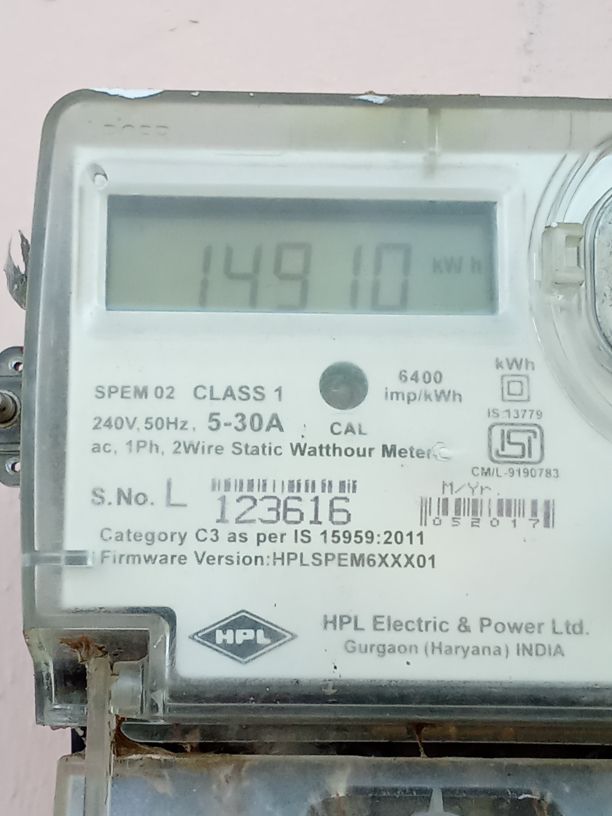 14910 kWh
SPEM 02 CLASS 1
6400
imp/kWh
kWh
240V, 50Hz, 5-30A
CAL
IS 13779
ac, 1Ph, 2Wire Static Watthour Meter
ISI
CM/L-9190783
S.No. L 123616
M/Yr.
052017
Category C3 as per IS 15959:2011
Firmware Version:HPLSPEM6XXX01
HPL
HPL Electric & Power Ltd.
Gurgaon (Haryana) INDIA